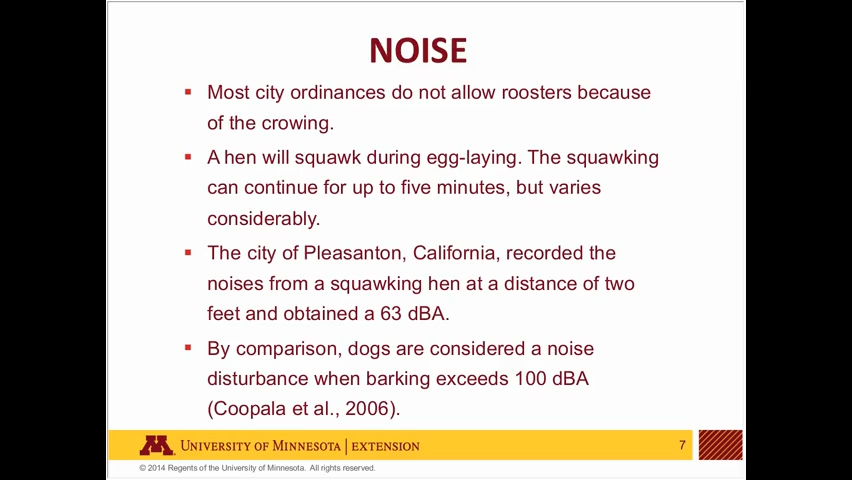 NOISE
▪ Most city ordinances do not allow roosters because
of the crowing.
▪ A hen will squawk during egg-laying. The squawking
can continue for up to five minutes, but varies
considerably.
▪ The city of Pleasanton, California, recorded the
noises from a squawking hen at a distance of two
feet and obtained a 63 dBA.
▪ By comparison, dogs are considered a noise
disturbance when barking exceeds 100 dBA
(Coopala et al., 2006).
M UNIVERSITY OF MINNESOTA | EXTENSION
7
© 2014 Regents of the University of Minnesota. All rights reserved.